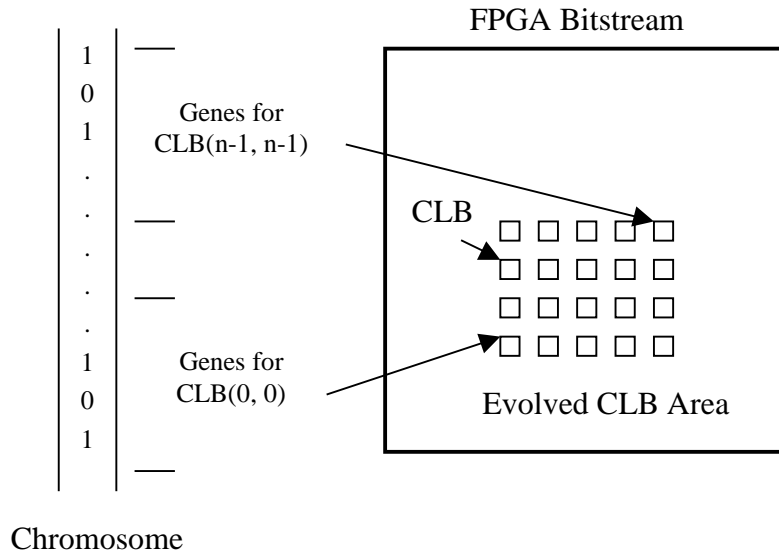 FPGA Bitstream
1
0
1
.
.
.
.
.
1
0
1
Genes for
CLB(n-1, n-1)
CLB
Genes for
CLB(0, 0)
Evolved CLB Area
Chromosome